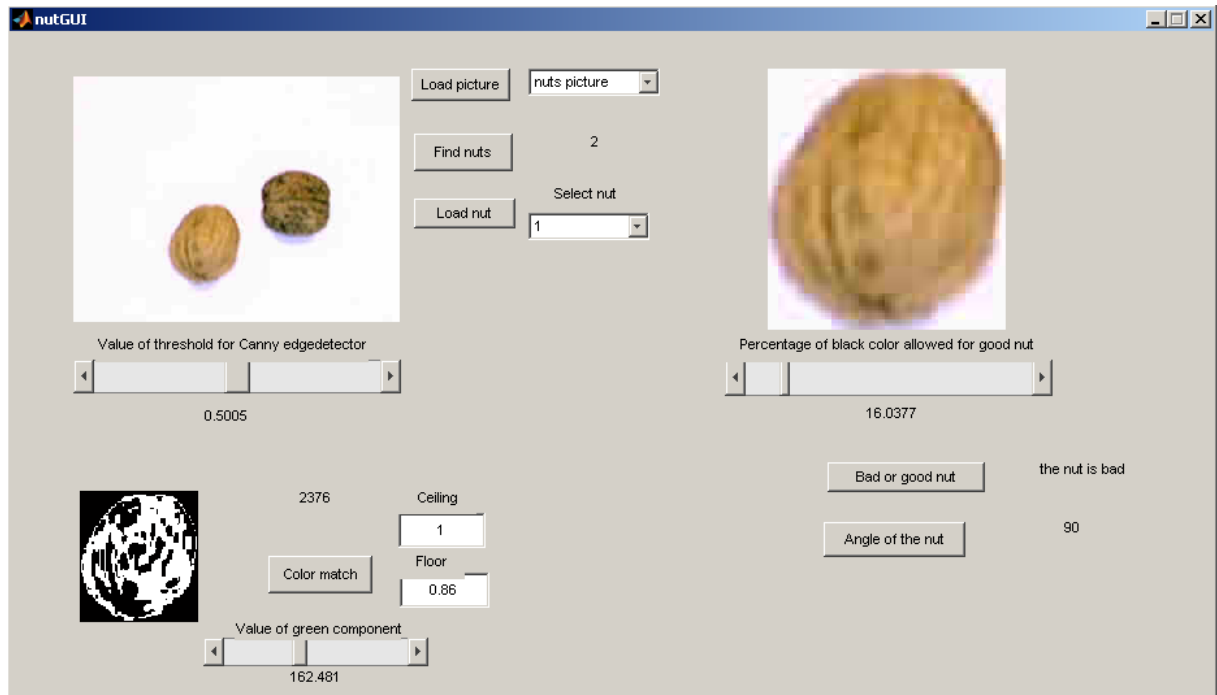 nutGUI
Load picture
nuts picture
Find nuts
2
Select nut
Load nut
1
Value of threshold for Canny edgedetector
0.5005
Percentage of black color allowed for good nut
16.0377
Bad or good nut
the nut is bad
Angle of the nut
90
2376
Ceiling
1
Color match
Floor
0.86
Value of green component
162.481